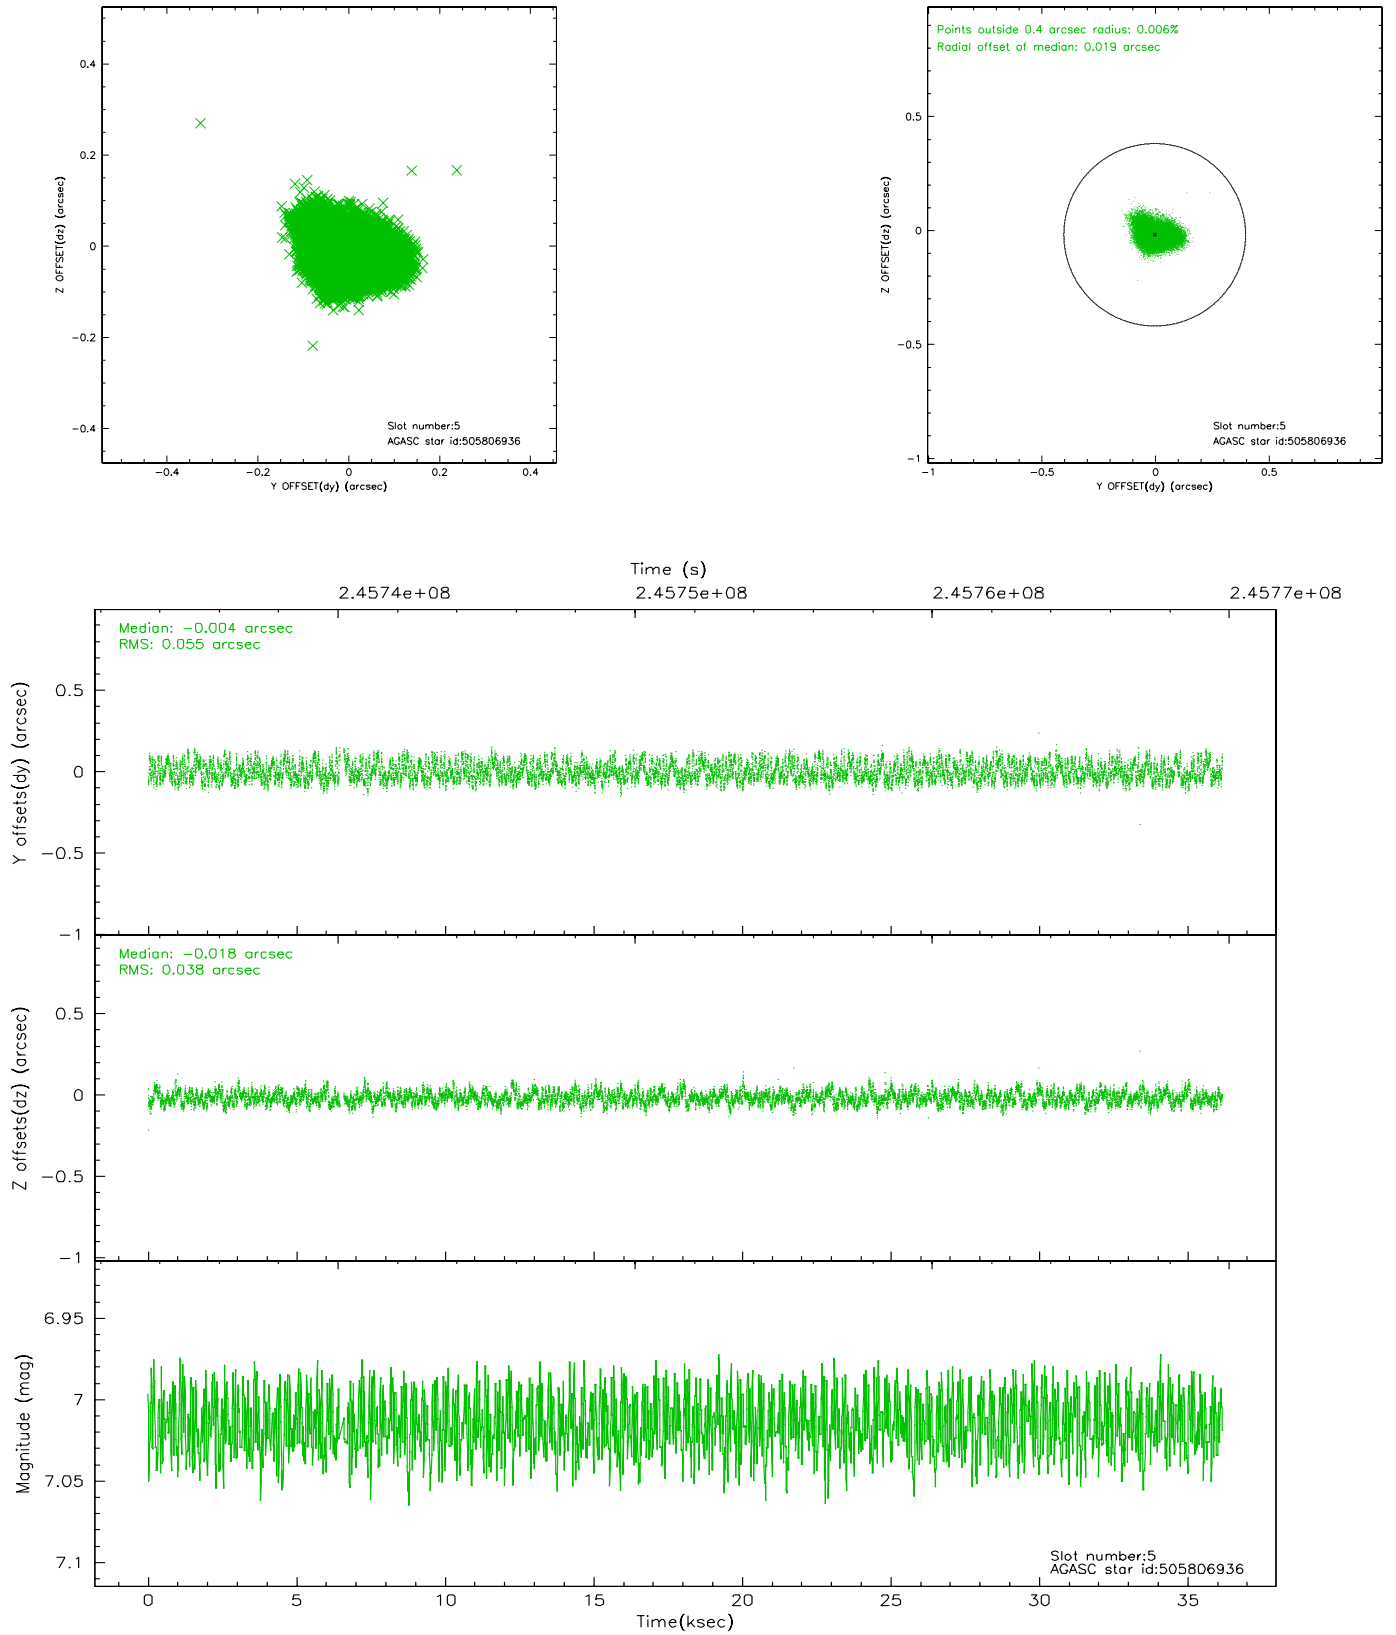 0.4
0.2
0
-0.2
-0.4
Z OFFSET(dz) (arcsec)
Slot number:5
AGASC star id:505806936
-0.4 -0.2 0 0.2 0.4
Y OFFSET(dy) (arcsec)
Points outside 0.4 arcsec radius: 0.006%
Radial offset of median: 0.019 arcsec
0.5
0
-0.5
-1
Z OFFSET(dz) (arcsec)
Slot number:5
AGASC star id:505806936
-1 -0.5 0 0.5
Y OFFSET(dy) (arcsec)
Time (s)
2.4574e+08 2.4575e+08 2.4576e+08 2.4577e+08
Median: -0.004 arcsec
RMS: 0.055 arcsec
0.5
0
-0.5
-1
Y offsets(dy) (arcsec)
Median: -0.018 arcsec
RMS: 0.038 arcsec
0.5
0
-0.5
-1
Z offsets(dz) (arcsec)
6.95
7
7.05
7.1
Magnitude (mag)
Slot number:5
AGASC star id:505806936
0 5 10 15 20 25 30 35
Time(ksec)